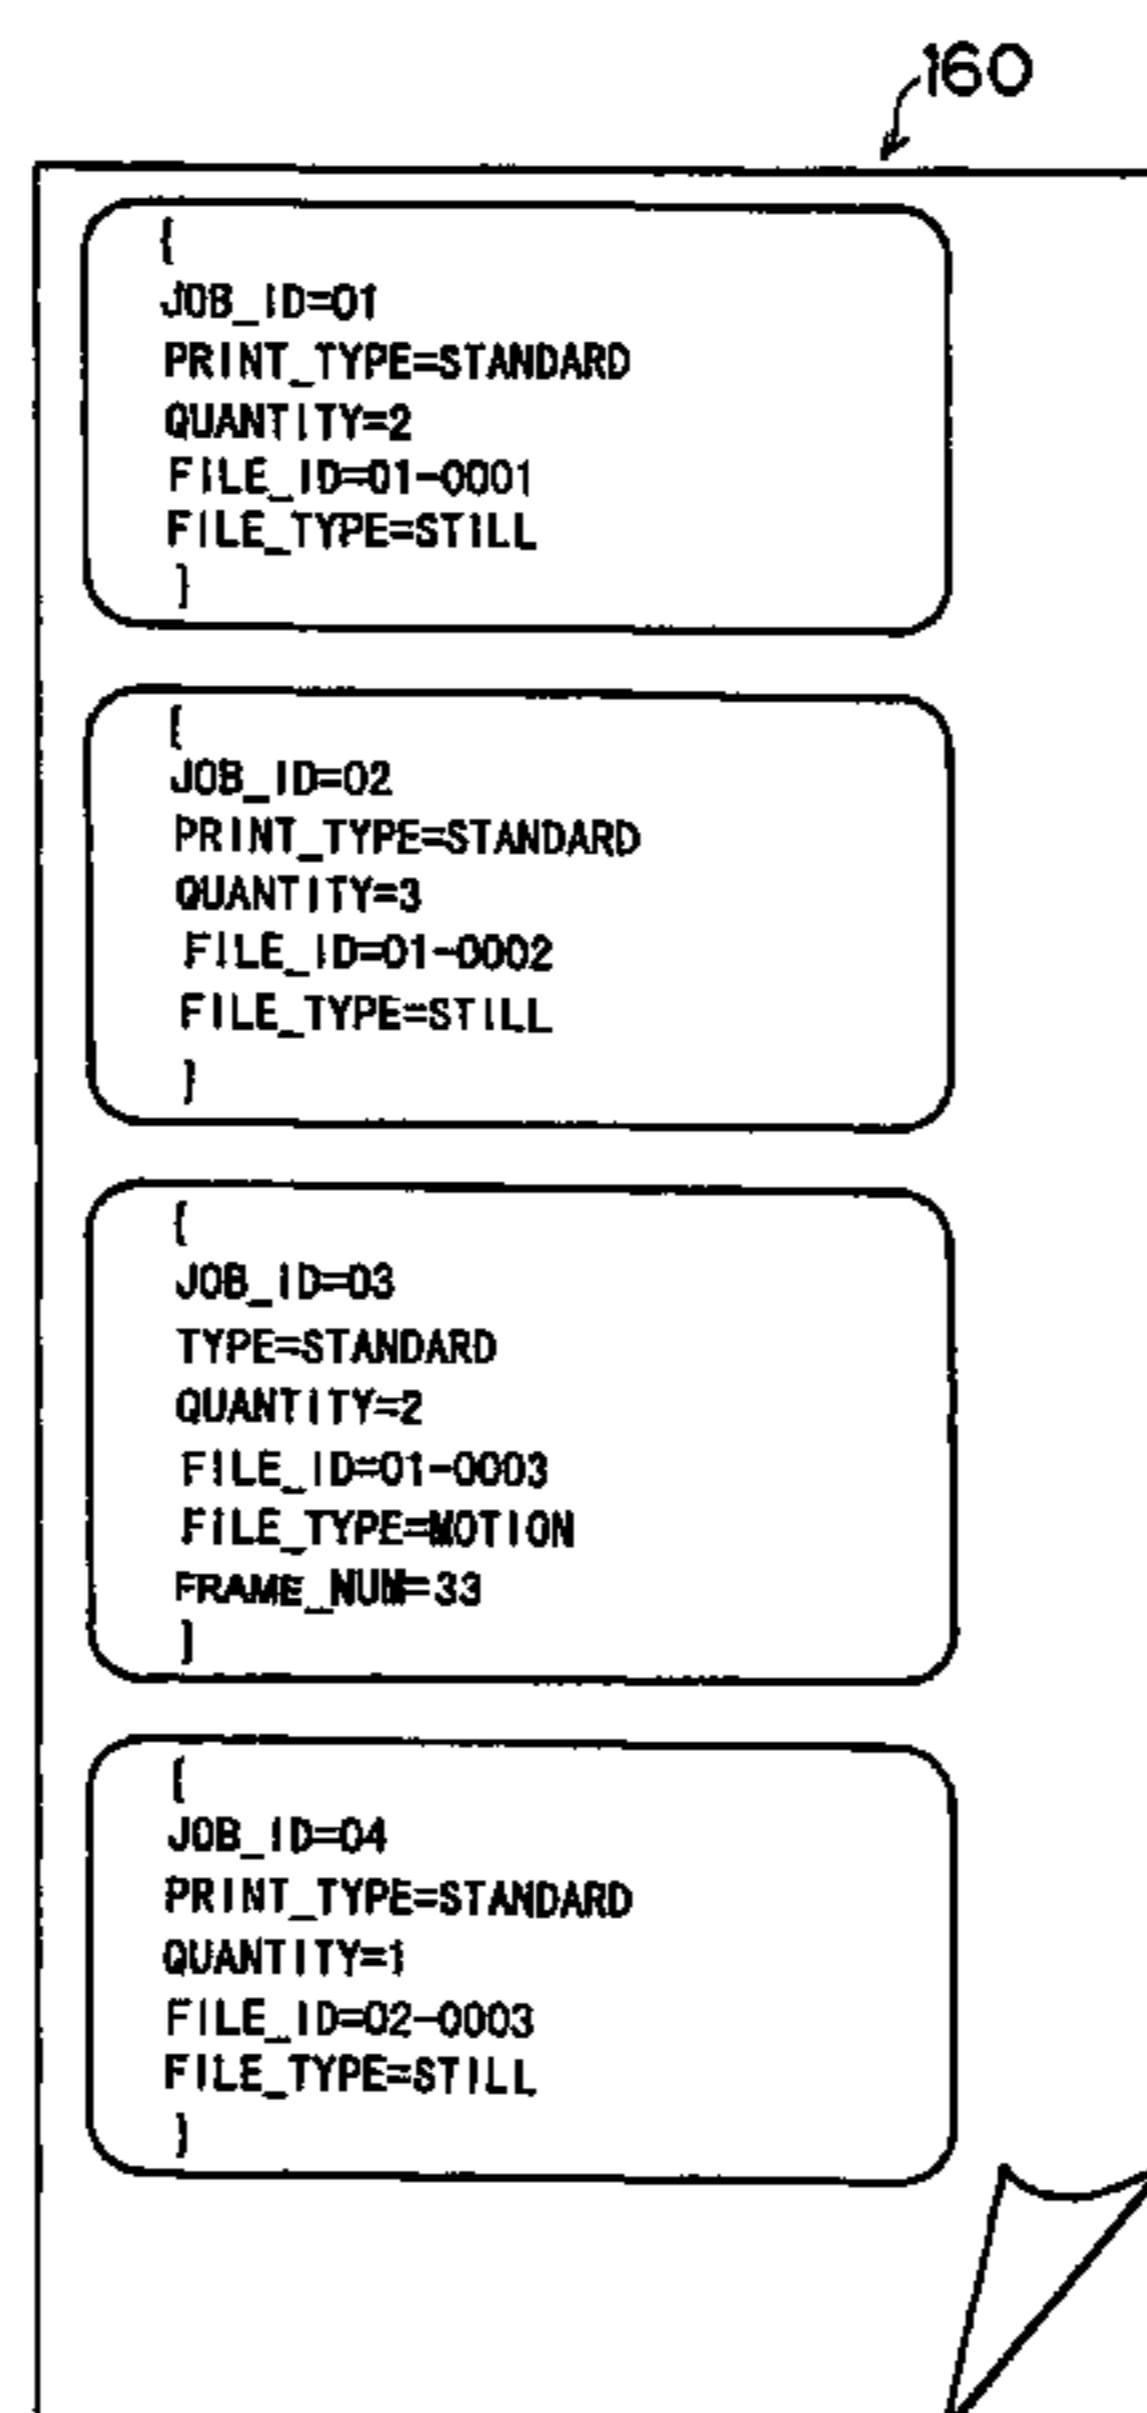 160
{
JOB_ID=01
PRINT_TYPE=STANDARD
QUANTITY=2
FILE_ID=01-0001
FILE_TYPE=STILL
}
{
JOB_ID=02
PRINT_TYPE=STANDARD
QUANTITY=3
FILE_ID=01-0002
FILE_TYPE=STILL
}
{
JOB_ID=03
TYPE=STANDARD
QUANTITY=2
FILE_ID=01-0003
FILE_TYPE=MOTION
FRAME_NUM=33
}
{
JOB_ID=04
PRINT_TYPE=STANDARD
QUANTITY=1
FILE_ID=02-0003
FILE_TYPE=STILL
}